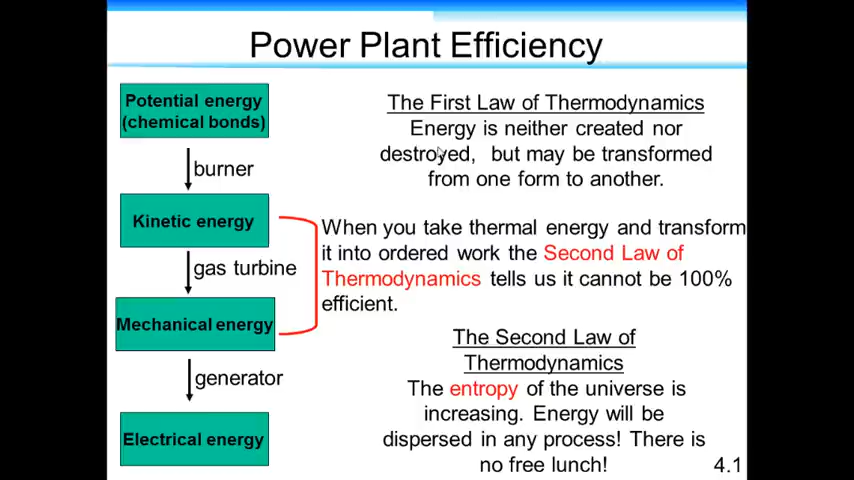 Power Plant Efficiency
Potential energy
(chemical bonds)
burner
Kinetic energy
gas turbine
Mechanical energy
generator
Electrical energy
The First Law of Thermodynamics
Energy is neither created nor
destroyed, but may be transformed
from one form to another.
When you take thermal energy and transform
it into ordered work the Second Law of
Thermodynamics tells us it cannot be 100%
efficient.
The Second Law of
Thermodynamics
The entropy of the universe is
increasing. Energy will be
dispersed in any process! There is
no free lunch!
4.1